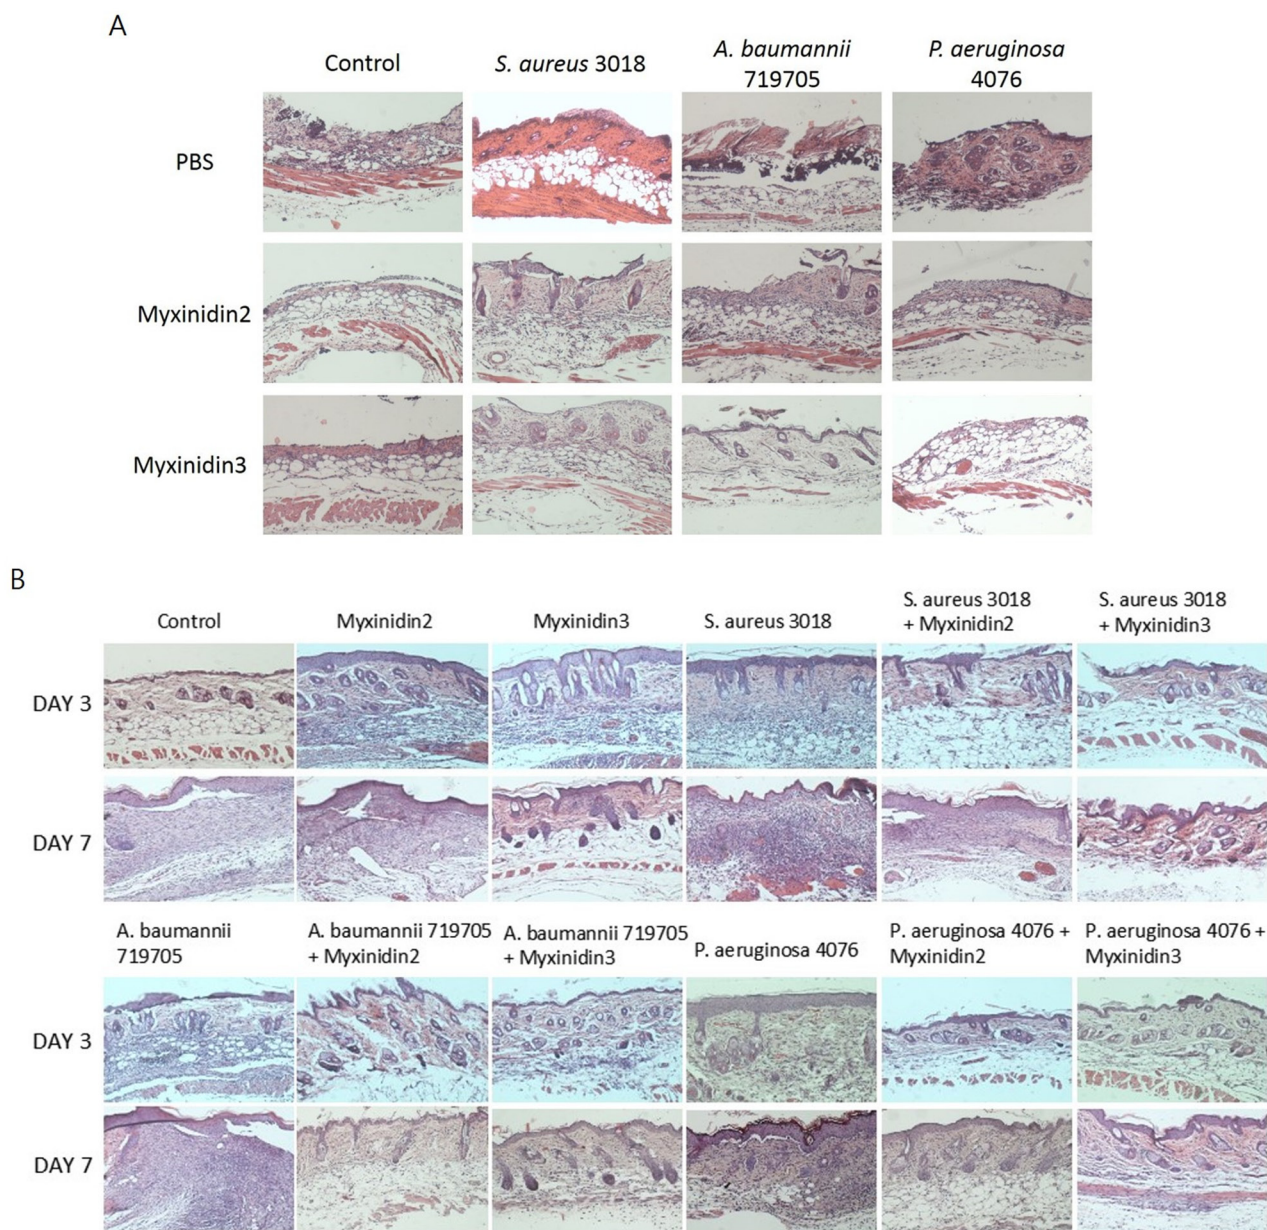 A
Control
S. aureus 3018
A. baumannii
719705
P. aeruginosa
4076
PBS
Myxinidin2
Myxinidin3
B
Control
Myxinidin2
Myxinidin3
S. aureus 3018
S. aureus 3018
+ Myxinidin2
S. aureus 3018
+ Myxinidin3
DAY 3
DAY 7
A. baumannii
719705
A. baumannii 719705
+ Myxinidin2
A. baumannii 719705
+ Myxinidin3
P. aeruginosa 4076
P. aeruginosa 4076 +
Myxinidin2
P. aeruginosa 4076 +
Myxinidin3
DAY 3
DAY 7